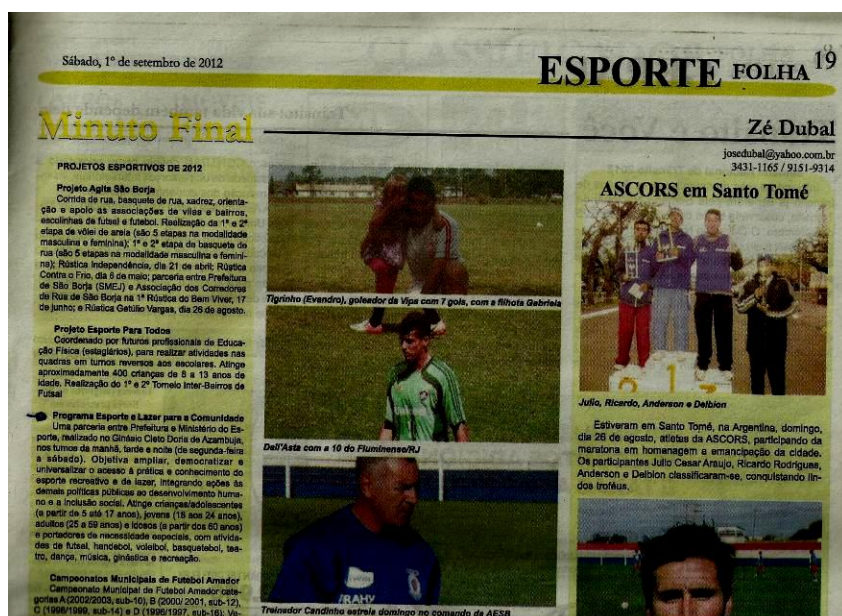 Sábado, 1º de setembro de 2012
ESPORTE FOLHA 19
Minuto Final
Zé Dubal
josedubal@yahoo.com.br
3431-1165 / 9151-9314
PROJETOS ESPORTIVOS DE 2012
Projeto Agita São Borja
Corrida de rua, basquete de rua, xadrez, orienta-
ção e apoio às associações de vilas e bairros,
escolinhas de futsal e futebol. Realização da 1ª e 2ª
etapa de vôlei de areia (são 5 etapas na modalidade
masculina e feminina); 1ª e 2ª etapa de basquete de
rua (são 5 etapas na modalidade masculina e femini-
na); Rústica Independência, dia 21 de abril; Rústica
Contra o Frio, dia 6 de maio; parceria entre Prefeitura
de São Borja (SMEJ) e Associação dos Corredores
de Rua de São Borja na 1ª Rústica do Bem Viver, 17
de junho; e Rústica Getúlio Vargas, dia 26 de agosto.
Projeto Esporte Para Todos
Coordenado por futuros profissionais de Educa-
ção Física (estagiários), para realizar atividades nas
quadras em turnos reversos aos escolares. Atinge
aproximadamente 400 crianças de 8 a 13 anos de
idade. Realização do 1º e 2º Torneio Inter-Bairros de
Futsal
Programa Esporte e Lazer para a Comunidade
Uma parceria entre Prefeitura e Ministério do Es-
porte, realizado no Ginásio Cleto Doria de Azambuja,
nos turnos da manhã, tarde e noite (de segunda-feira
a sábado). Objetiva ampliar, democratizar e
universalizar o acesso à prática e conhecimento do
esporte recreativo e de lazer, integrando ações às
demais políticas públicas ao desenvolvimento huma-
no e a inclusão social. Atinge crianças/adolescentes
(a partir de 5 até 17 anos), jovens (18 aos 24 anos),
adultos (25 a 59 anos) e idosos (a partir dos 60 anos)
e portadores de necessidade especiais, com ativida-
des de futsal, handebol, voleibol, basquetebol, tea-
tro, dança, música, ginástica e recreação.
Campeonatos Municipais de Futebol Amador
Campeonato Municipal de Futebol Amador cate-
gorias A (2002/2003, sub-10), B (2000/ 2001, sub-12),
C (1998/1999, sub-14) e D (1996/1997, sub-16); Ve-
Tigrinho (Evandro), goleador da Vipa com 7 gols, com a filhota Gabriela
Dell'Asta com a 10 do Fluminense/RJ
Treinador Candinho estreia domingo no comando da AESB
ASCORS em Santo Tomé
2 1 3
Julio, Ricardo, Anderson e Delbion
Estiveram em Santo Tomé, na Argentina, domingo,
dia 26 de agosto, atletas da ASCORS, participando da
maratona em homenagem a emancipação da cidade.
Os participantes Julio Cesar Araujo, Ricardo Rodrigues,
Anderson e Delbion classificaram-se, conquistando lin-
dos troféus.